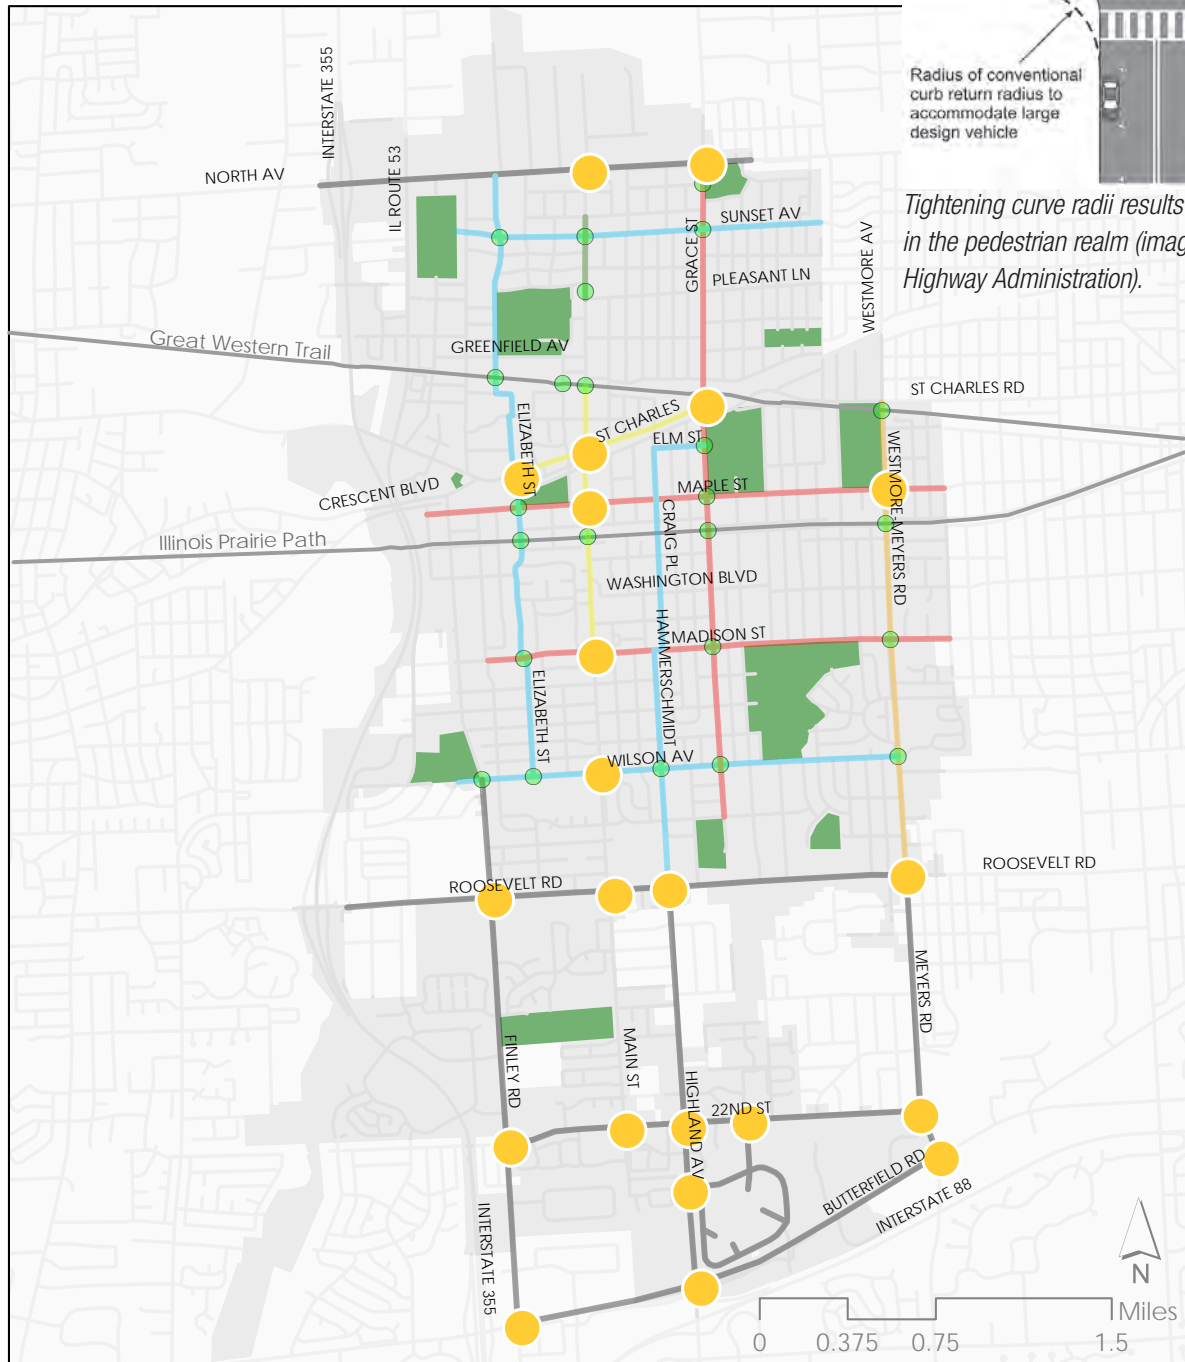 Radius of conventional
curb return radius to
accommodate large
design vehicle
Tightening curve radii results
in the pedestrian realm (imag
Highway Administration).
INTERSTATE 355
IL ROUTE 53
NORTH AV
GRACE ST
SUNSET AV
WESTMORE AV
PLEASANT LN
Great Western Trail
GREENFIELD AV
ST CHARLES RD
ELIZABETH ST
ST CHARLES
ELM ST
WESTMORE-MEYERS RD
CRESCENT BLVD
MAPLE ST
CRAIG PL
Illinois Prairie Path
WASHINGTON BLVD
HAMMERSCHMIDT
MADISON ST
ELIZABETH ST
WILSON AV
ROOSEVELT RD
ROOSEVELT RD
MEYERS RD
FINLEY RD
MAIN ST
HIGHLAND AV
22ND ST
BUTTERFIELD RD
INTERSTATE 88
INTERSTATE 355
N
Miles
0 0.375 0.75 1.5